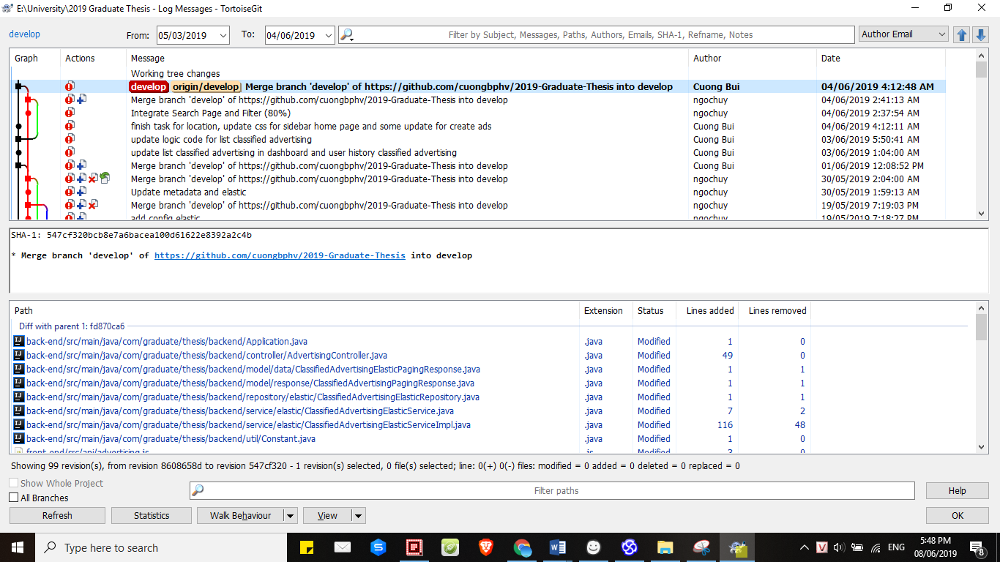 E:\University\2019 Graduate Thesis - Log Messages - TortoiseGit
develop From: 05/03/2019 To: 04/06/2019 Filter by Subject, Messages, Paths, Authors, Emails, SHA-1, Refname, Notes Author Email
Graph Actions Message Author Date
Working tree changes
develop origin/develop Merge branch 'develop' of https://github.com/cuongbphv/2019-Graduate-Thesis into develop Cuong Bui 04/06/2019 4:12:48 AM
Merge branch 'develop' of https://github.com/cuongbphv/2019-Graduate-Thesis into develop ngochuy 04/06/2019 2:41:13 AM
Integrate Search Page and Filter (80%) ngochuy 04/06/2019 2:37:54 AM
finish task for location, update css for sidebar home page and some update for create ads Cuong Bui 04/06/2019 4:12:11 AM
update logic code for list classified advertising Cuong Bui 03/06/2019 5:50:41 AM
update list classified advertising in dashboard and user history classified advertising Cuong Bui 03/06/2019 1:04:00 AM
Merge branch 'develop' of https://github.com/cuongbphv/2019-Graduate-Thesis into develop Cuong Bui 01/06/2019 12:08:52 PM
Merge branch 'develop' of https://github.com/cuongbphv/2019-Graduate-Thesis into develop ngochuy 30/05/2019 2:04:00 AM
Update metadata and elastic ngochuy 30/05/2019 1:59:13 AM
Merge branch 'develop' of https://github.com/cuongbphv/2019-Graduate-Thesis into develop ngochuy 19/05/2019 7:19:03 PM
add config elastic ngochuy 19/05/2019 7:18:27 PM
SHA-1: 547cf320bcb8e7a6bacea100d61622e8392a2c4b
* Merge branch 'develop' of https://github.com/cuongbphv/2019-Graduate-Thesis into develop
Path Extension Status Lines added Lines removed
Diff with parent 1: fd870ca6
back-end/src/main/java/com/graduate/thesis/backend/Application.java .java Modified 1 0
back-end/src/main/java/com/graduate/thesis/backend/controller/AdvertisingController.java .java Modified 49 0
back-end/src/main/java/com/graduate/thesis/backend/model/data/ClassifiedAdvertisingElasticPagingResponse.java .java Modified 1 1
back-end/src/main/java/com/graduate/thesis/backend/model/response/ClassifiedAdvertisingPagingResponse.java .java Modified 1 1
back-end/src/main/java/com/graduate/thesis/backend/repository/elastic/ClassifiedAdvertisingElasticRepository.java .java Modified 1 1
back-end/src/main/java/com/graduate/thesis/backend/service/elastic/ClassifiedAdvertisingElasticService.java .java Modified 7 2
back-end/src/main/java/com/graduate/thesis/backend/service/elastic/ClassifiedAdvertisingElasticServiceImpl.java .java Modified 116 48
back-end/src/main/java/com/graduate/thesis/backend/util/Constant.java .java Modified 1 0
front-end/src/api/advertising.js .js Modified 3 0
Showing 99 revision(s), from revision 8608658d to revision 547cf320 - 1 revision(s) selected, 0 file(s) selected; line: 0(+) 0(-) files: modified = 0 added = 0 deleted = 0 replaced = 0
Show Whole Project Filter paths Help
All Branches
Refresh Statistics Walk Behaviour View OK
Type here to search ENG 5:48 PM
08/06/2019 8